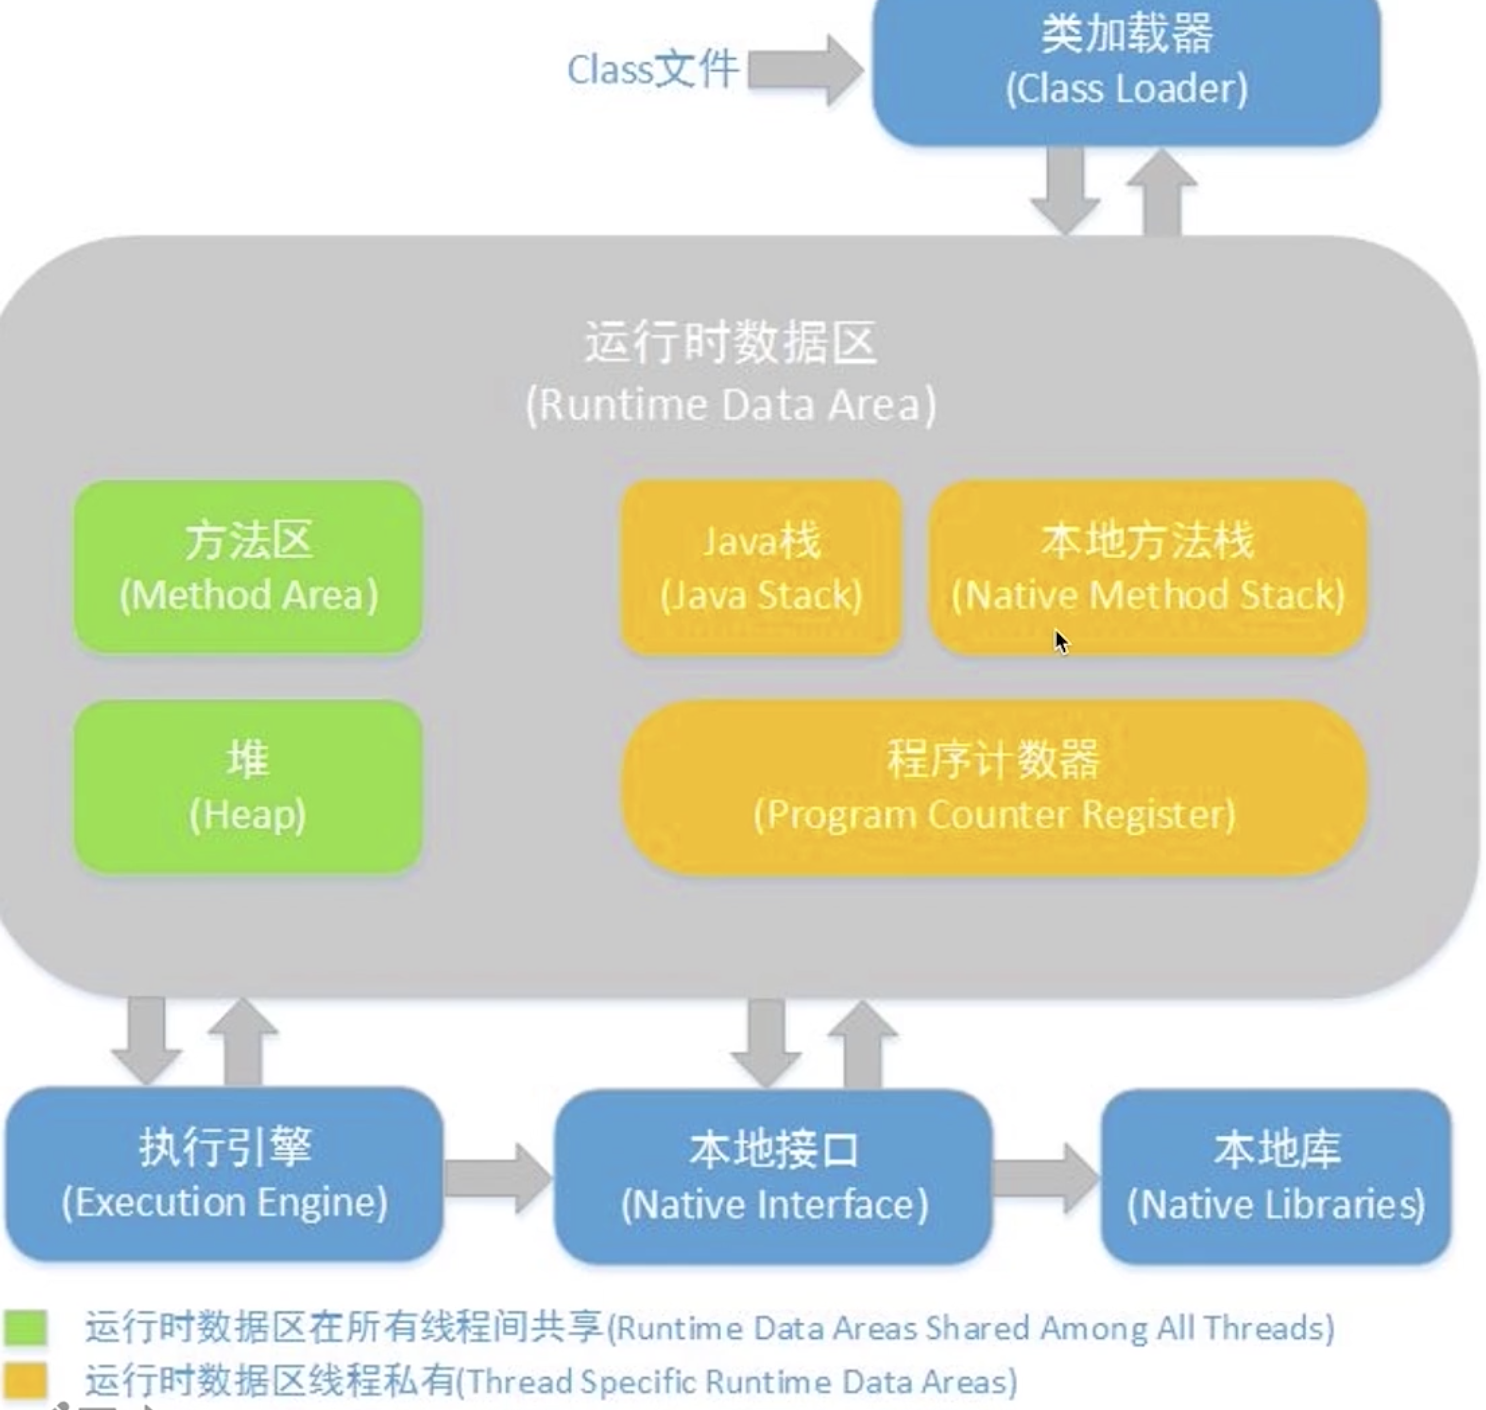 类加载器
(Class Loader)
Class文件
运行时数据区
(Runtime Data Area)
方法区
(Method Area)
Java栈
(Java Stack)
本地方法栈
(Native Method Stack)
堆
(Heap)
程序计数器
(Program Counter Register)
执行引擎
(Execution Engine)
本地接口
(Native Interface)
本地库
(Native Libraries)
运行时数据区在所有线程间共享(Runtime Data Areas Shared Among All Threads)
运行时数据区线程私有(Thread Specific Runtime Data Areas)